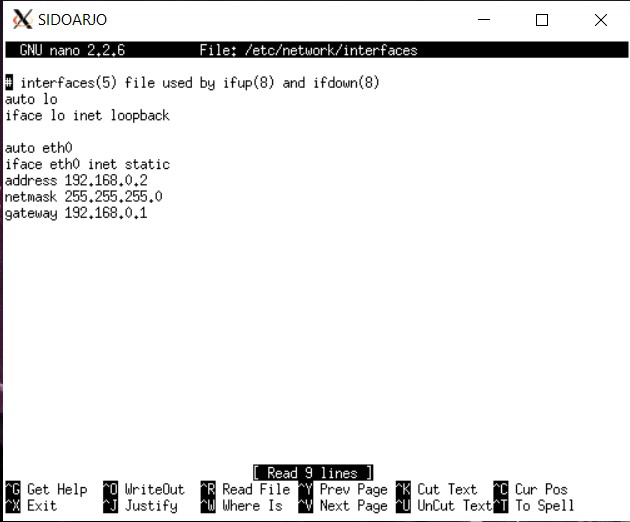 SIDOARJO
GNU nano 2.2.6 File: /etc/network/interfaces
# interfaces(5) file used by ifup(8) and ifdown(8)
auto lo
iface lo inet loopback
auto eth0
iface eth0 inet static
address 192.168.0.2
netmask 255.255.255.0
gateway 192.168.0.1
[ Read 9 lines ]
^G Get Help ^O WriteOut ^R Read File ^Y Prev Page ^K Cut Text ^C Cur Pos
^X Exit ^J Justify ^W Where Is ^V Next Page ^U UnCut Text ^T To Spell